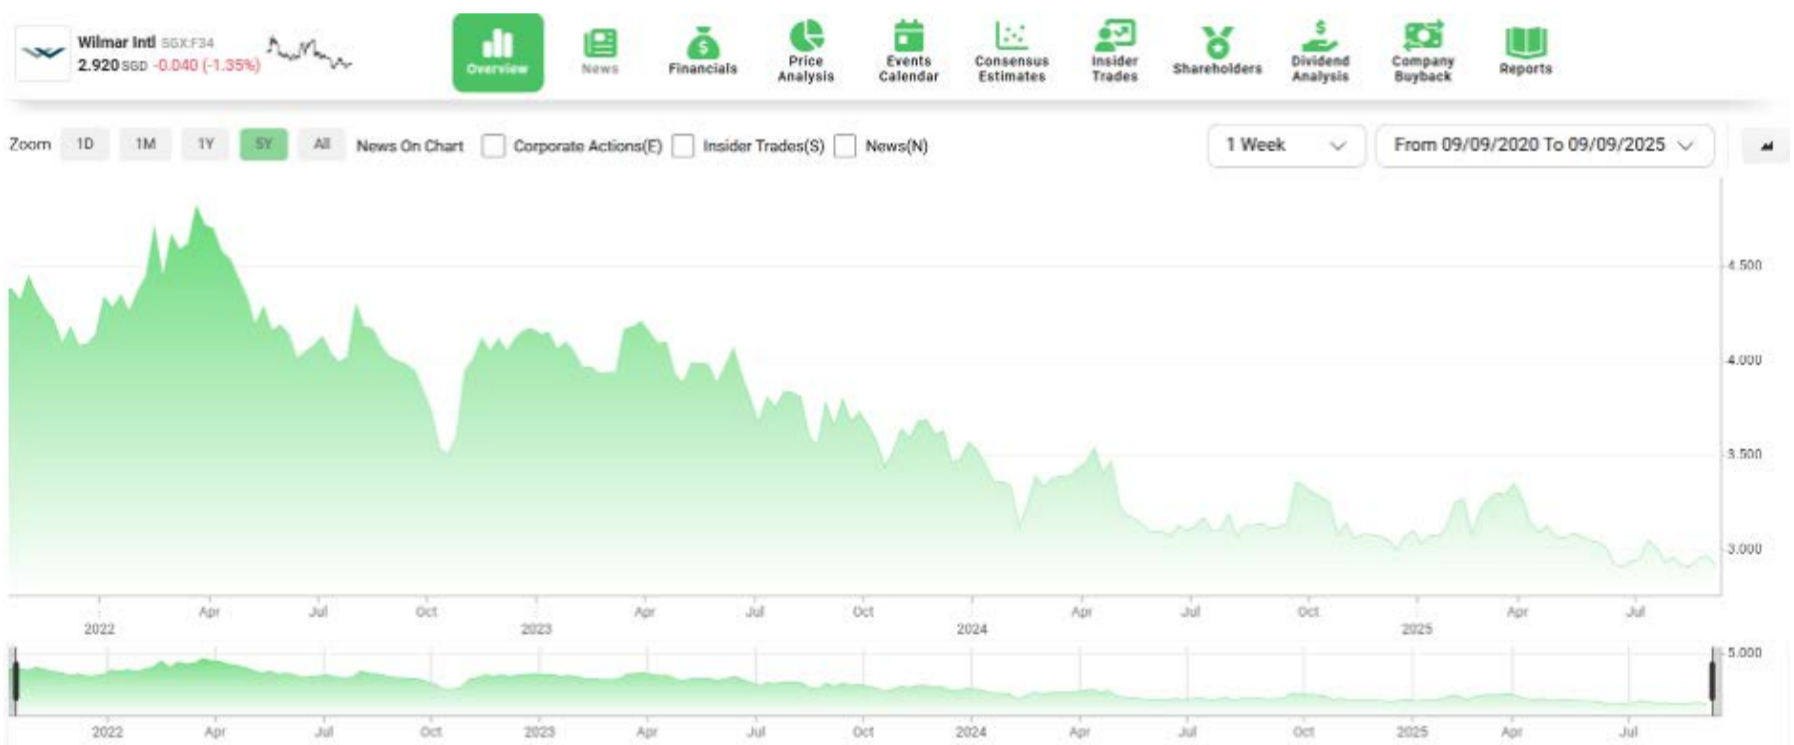 Wilmar Intl SGX:F34
2.920 SGD -0.040 (-1.35%)
Overview
News
Financials
Price
Analysis
Events
Calendar
Consensus
Estimates
Insider
Trades
Shareholders
Dividend
Analysis
Company
Buyback
Reports
Zoom 1D 1M 1Y 5Y All News On Chart Corporate Actions(E) Insider Trades(S) News(N) 1 Week From 09/09/2020 To 09/09/2025
4.500
4.000
3.500
3.000
Apr Jul Oct Apr Jul Oct Apr Jul Oct Apr Jul
2022 2023 2024 2025
5.000
2022 Apr Jul Oct 2023 Apr Jul Oct 2024 Apr Jul Oct 2025 Apr Jul